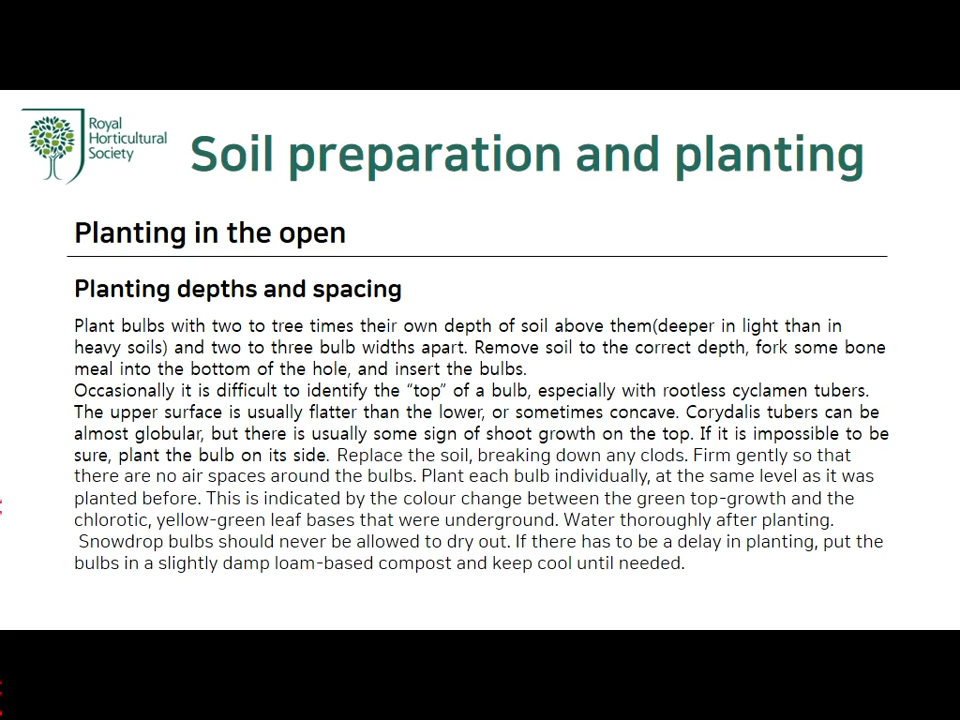 Royal
Horticultural
Society
Soil preparation and planting
Planting in the open
Planting depths and spacing
Plant bulbs with two to tree times their own depth of soil above them(deeper in light than in
heavy soils) and two to three bulb widths apart. Remove soil to the correct depth, fork some bone
meal into the bottom of the hole, and insert the bulbs.
Occasionally it is difficult to identify the “top” of a bulb, especially with rootless cyclamen tubers.
The upper surface is usually flatter than the lower, or sometimes concave. Corydalis tubers can be
almost globular, but there is usually some sign of shoot growth on the top. If it is impossible to be
sure, plant the bulb on its side. Replace the soil, breaking down any clods. Firm gently so that
there are no air spaces around the bulbs. Plant each bulb individually, at the same level as it was
planted before. This is indicated by the colour change between the green top-growth and the
chlorotic, yellow-green leaf bases that were underground. Water thoroughly after planting.
Snowdrop bulbs should never be allowed to dry out. If there has to be a delay in planting, put the
bulbs in a slightly damp loam-based compost and keep cool until needed.